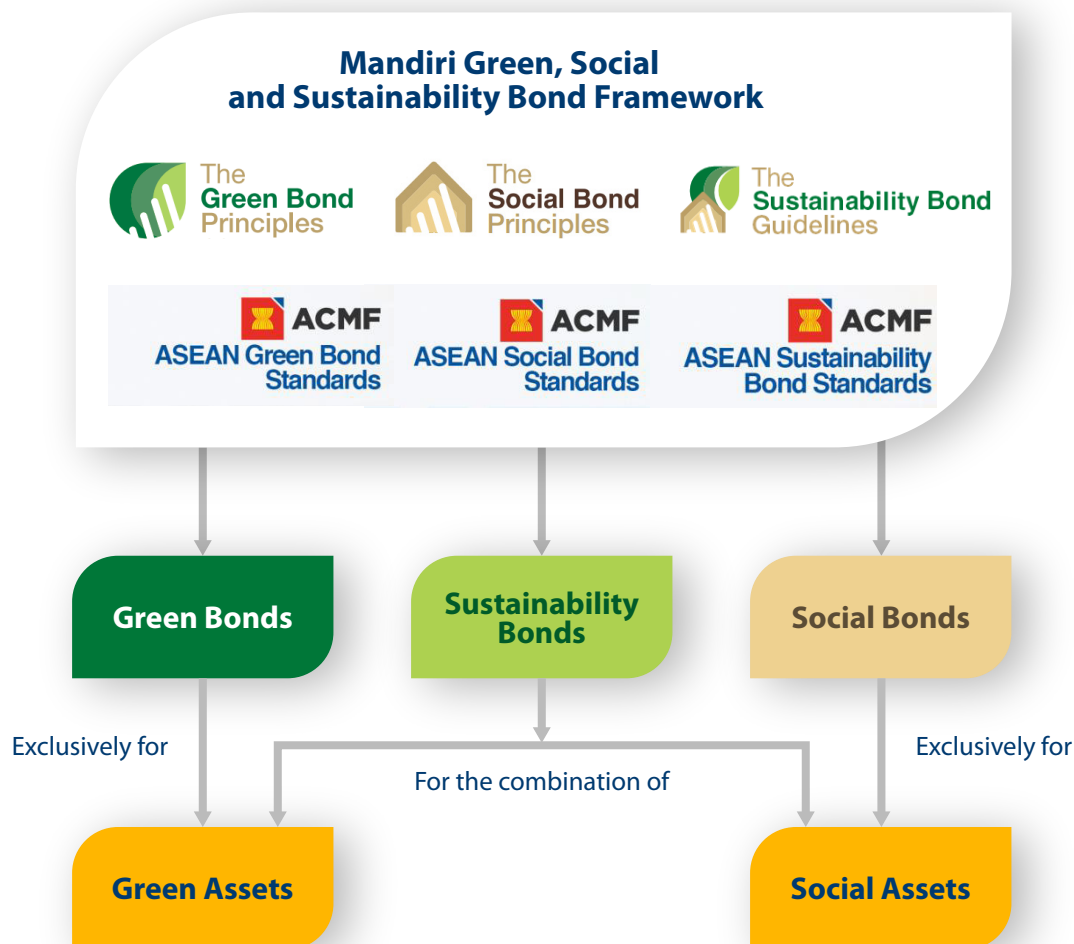 Mandiri Green, Social
and Sustainability Bond Framework
The
Green Bond
Principles
The
Social Bond
Principles
The
Sustainability Bond
Guidelines
ACMF
ASEAN Green Bond
Standards
ACMF
ASEAN Social Bond
Standards
ACMF
ASEAN Sustainability
Bond Standards
Green Bonds
Sustainability
Bonds
Social Bonds
Exclusively for
For the combination of
Exclusively for
Green Assets
Social Assets